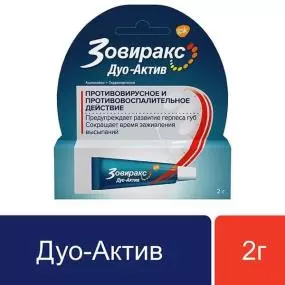 gsk
Зовиракс
Дуо-Актив
Ацикловир + Гидрокортизон
ПРОТИВОВИРУСНОЕ И
ПРОТИВОВОСПАЛИТЕЛЬНОЕ
ДЕЙСТВИЕ
Предупреждает развитие герпеса губ
Сокращает время заживления
высыпаний
Зовиракс
Дуо-Актив
2 г
Дуо-Актив
2г